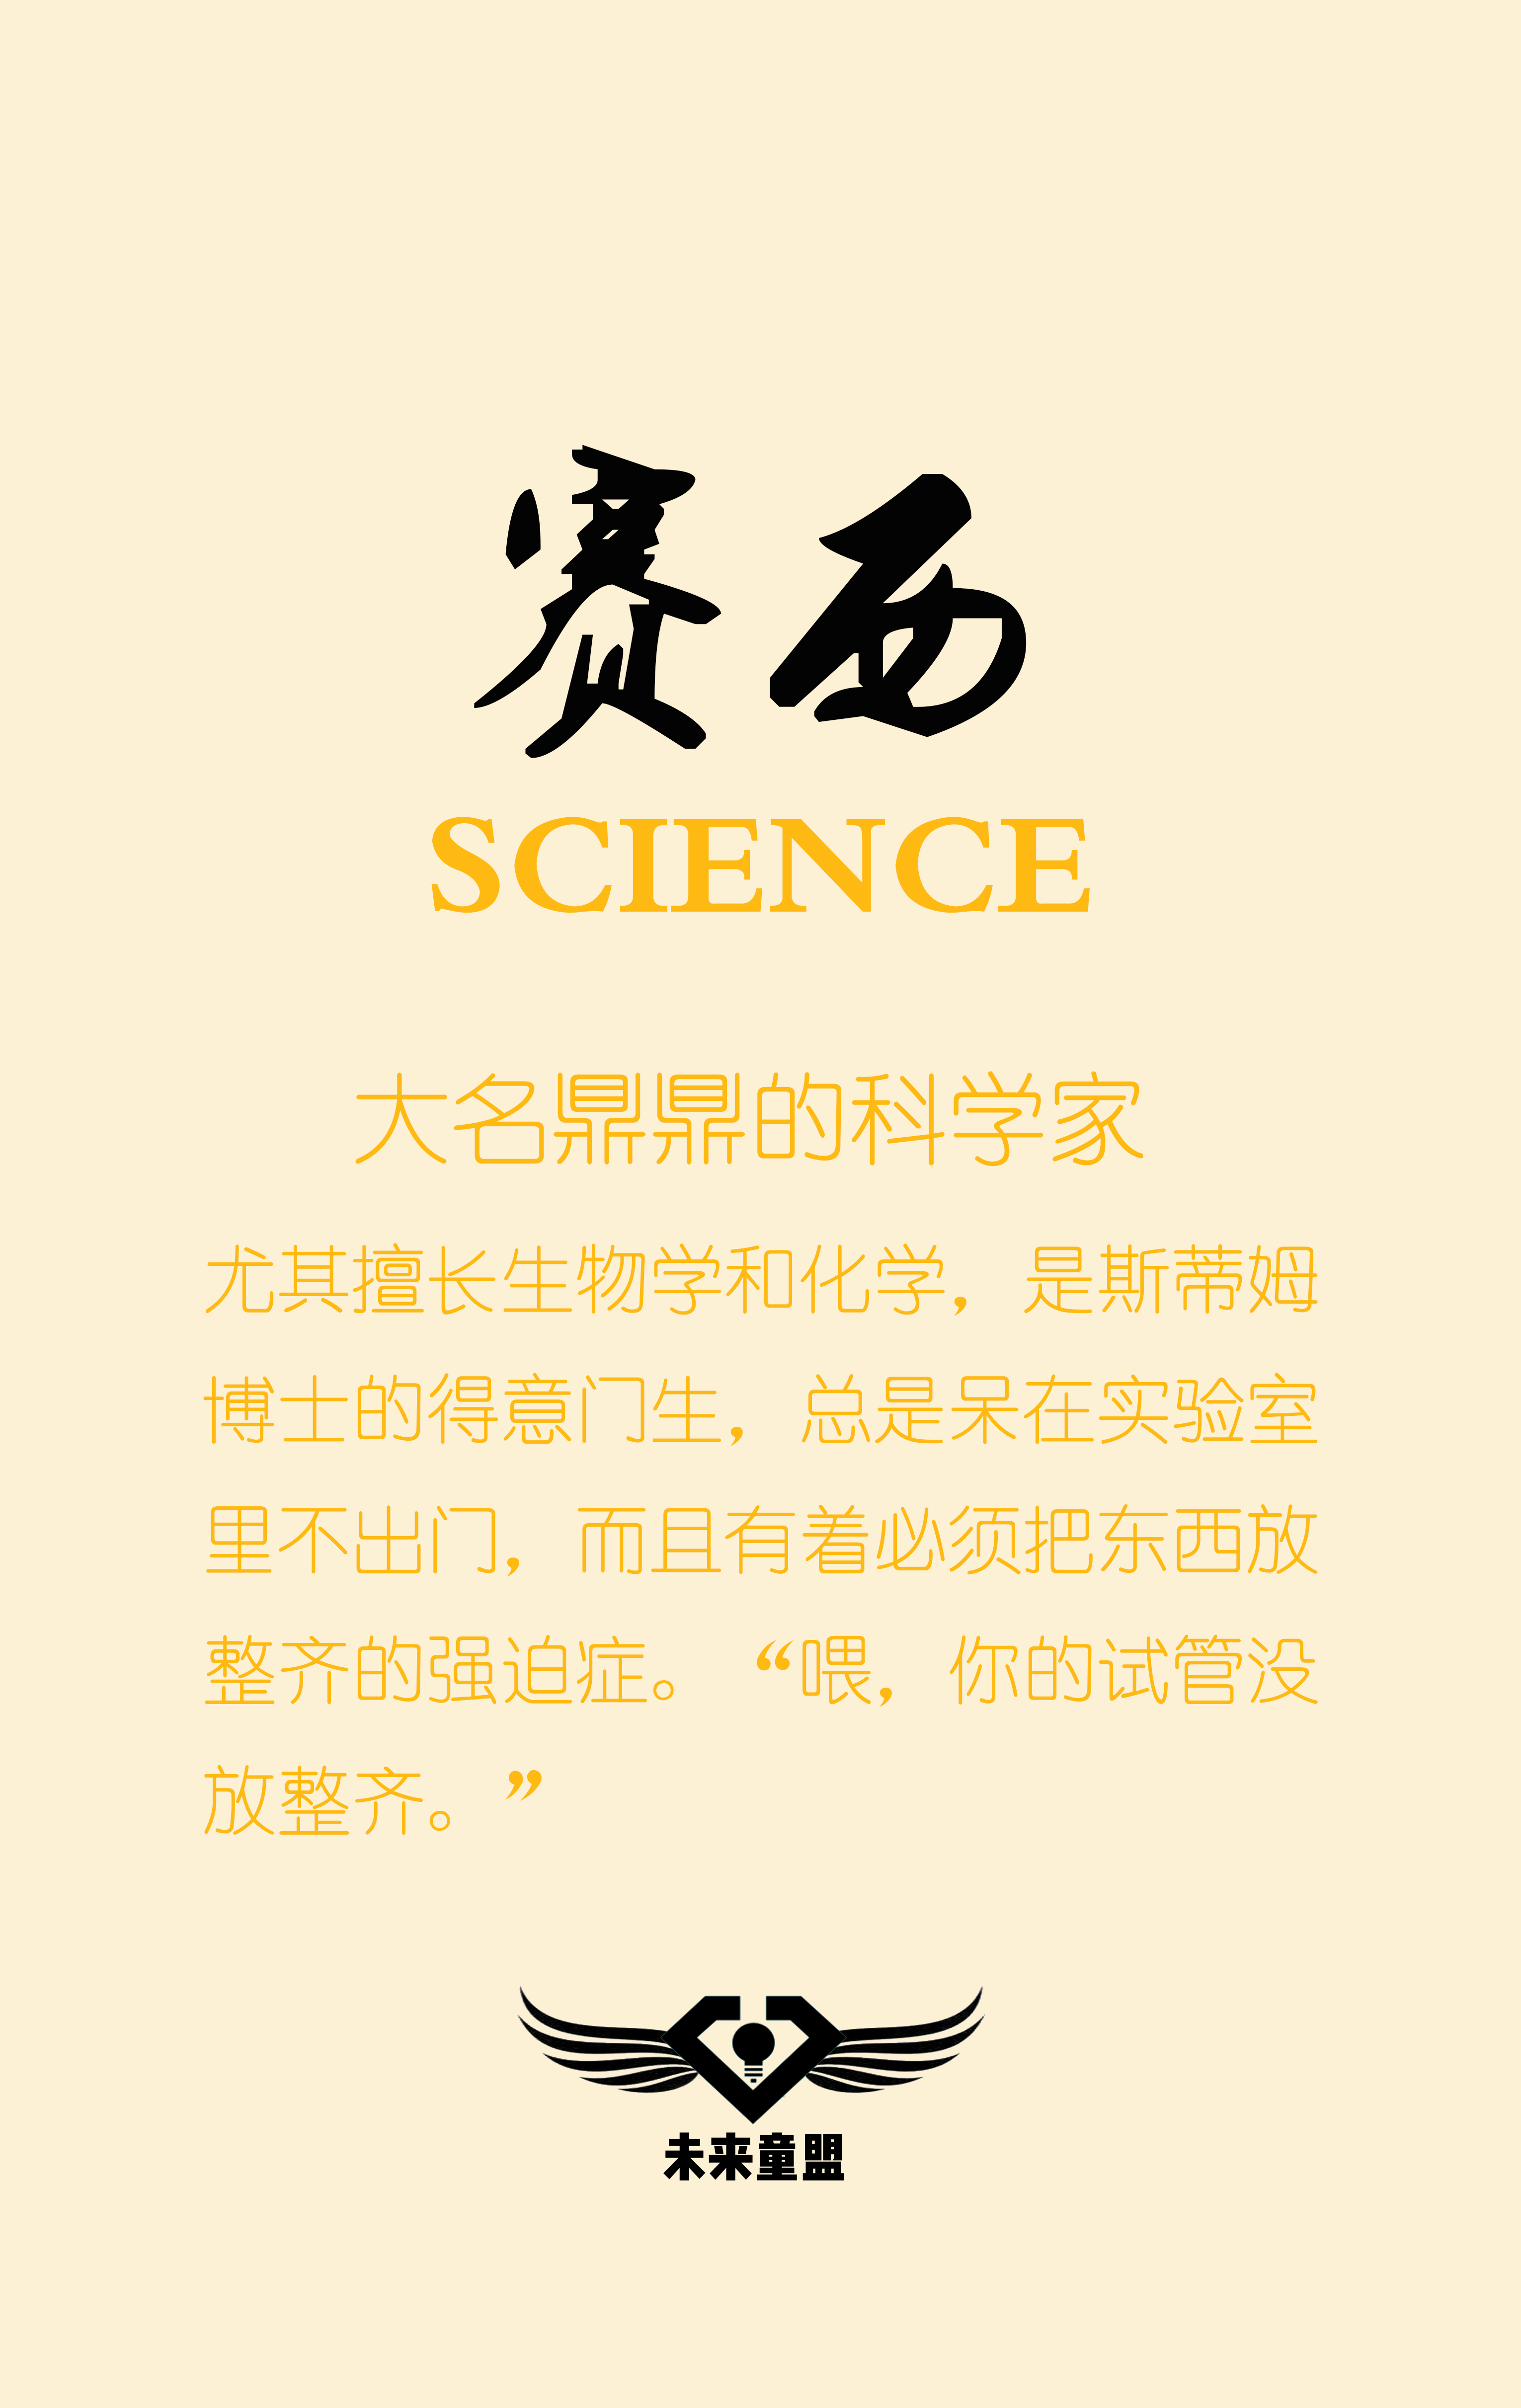 赛西
SCIENCE
大名鼎鼎的科学家
尤其擅长生物学和化学，是斯蒂姆
博士的得意门生，总是呆在实验室
里不出门，而且有着必须把东西放
整齐的强迫症。“喂，你的试管没
放整齐。”
未来童盟